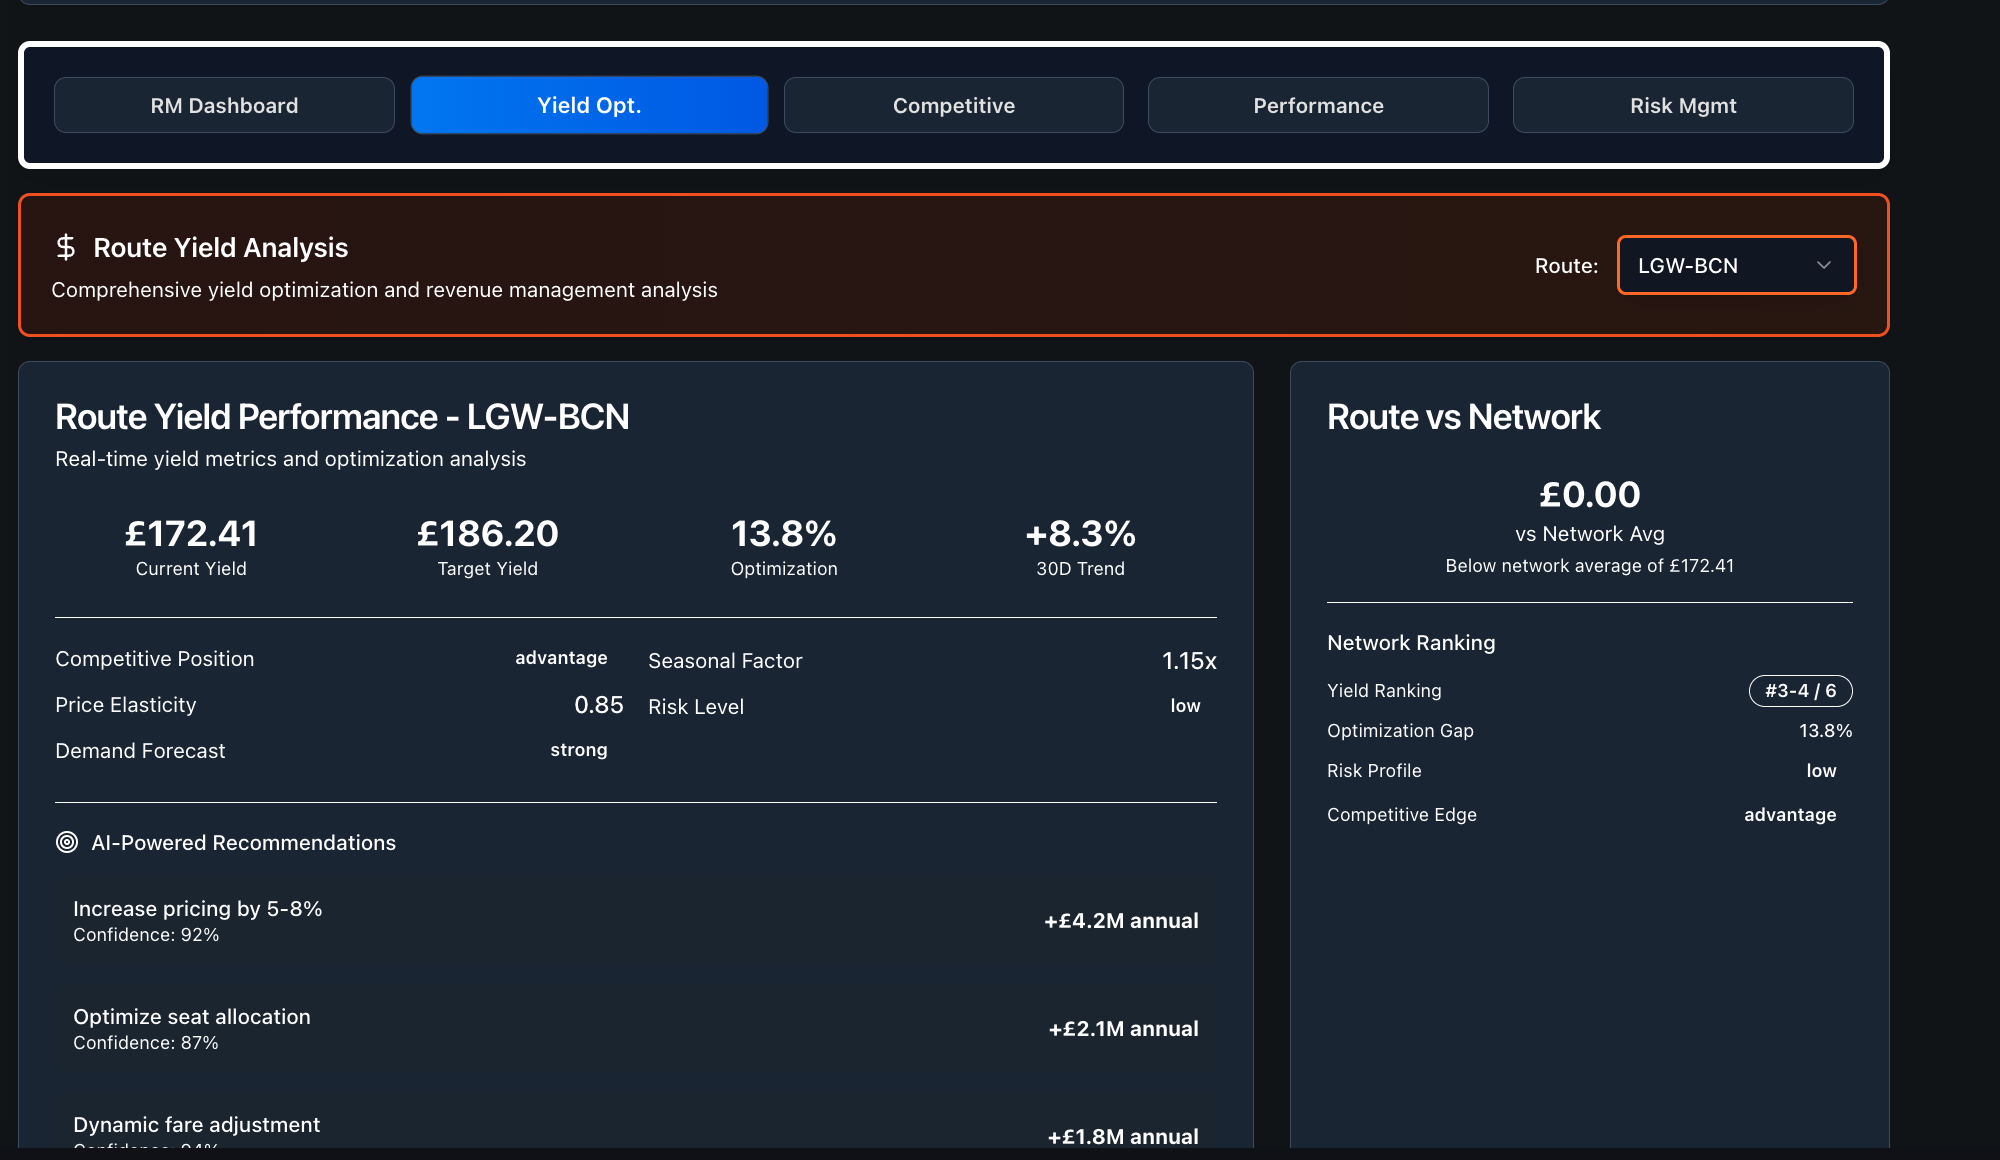 RM Dashboard
Yield Opt.
Competitive
Performance
Risk Mgmt
Route Yield Analysis
Comprehensive yield optimization and revenue management analysis
Route:
LGW-BCN
Route Yield Performance - LGW-BCN
Real-time yield metrics and optimization analysis
£172.41
Current Yield
£186.20
Target Yield
13.8%
Optimization
+8.3%
30D Trend
Competitive Position
advantage
Seasonal Factor
1.15x
Price Elasticity
0.85
Risk Level
low
Demand Forecast
strong
AI-Powered Recommendations
Increase pricing by 5-8%
Confidence: 92%
+£4.2M annual
Optimize seat allocation
Confidence: 87%
+£2.1M annual
Dynamic fare adjustment
Confidence: 94%
+£1.8M annual
Route vs Network
£0.00
vs Network Avg
Below network average of £172.41
Network Ranking
Yield Ranking
#3-4 / 6
Optimization Gap
13.8%
Risk Profile
low
Competitive Edge
advantage